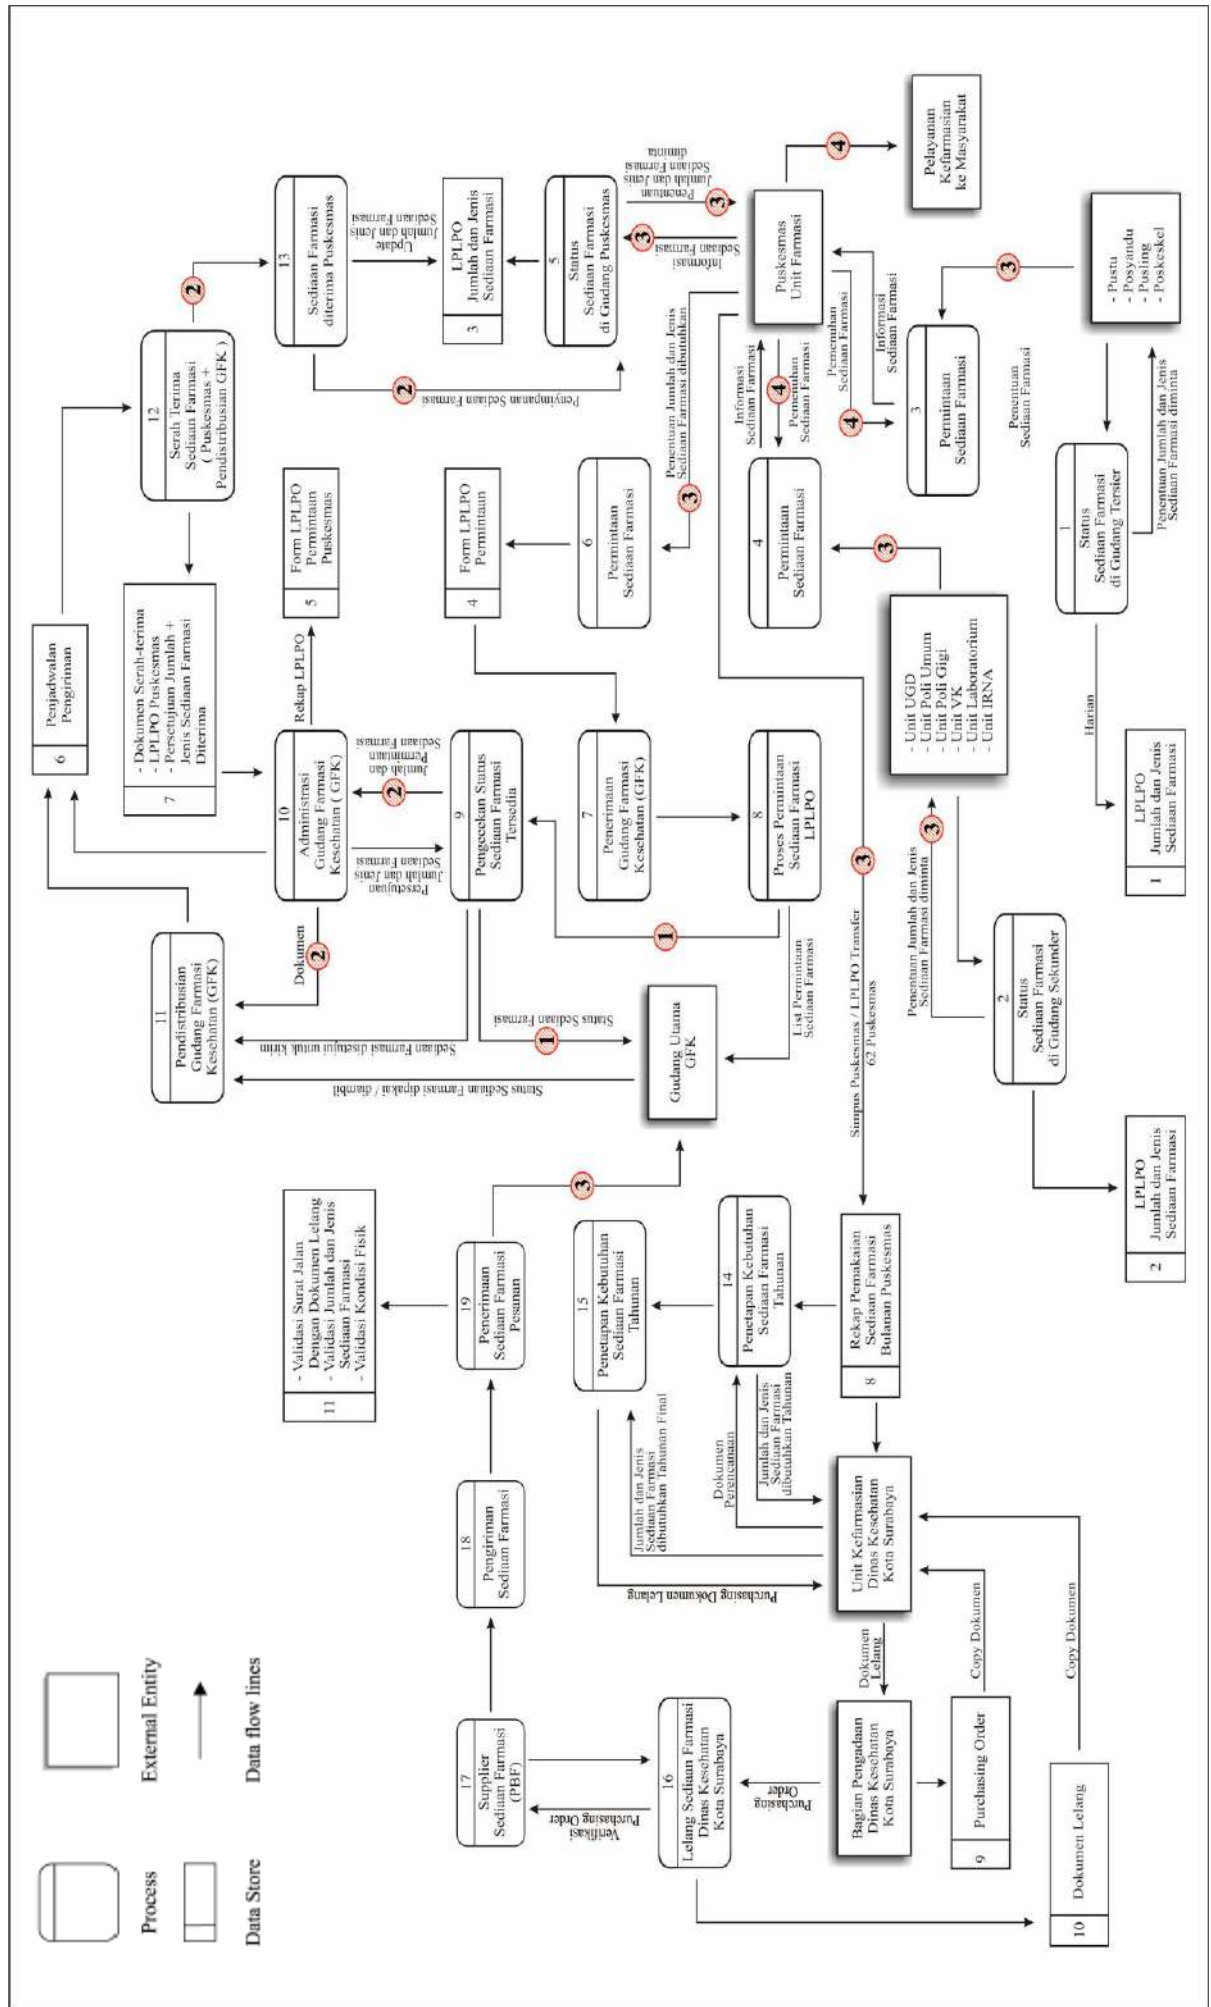 Process
External Entity
Data Store
Data flow lines
6
Penjadwalan
Pengiriman
11
Pendistribusian
Gudang Farmasi
Kesehatan (GFK)
7
- Dokumen Serah-terima
- LPLPO Puskesmas
- Persetujuan Jumlah +
Jenis Sediaan Farmasi
Diterima
12
Serah Terima
Sediaan Farmasi
( Puskesmas +
Pendistribusian GFK )
2
11
- Validasi Surat Jalan
Dengan Dokumen Lelang
- Validasi Jumlah dan Jenis
Sediaan Farmasi
- Validasi Kondisi Fisik
Dokumen
2
10
Administrasi
Gudang Farmasi
Kesehatan ( GFK)
Rekap LPLPO
5
Form LPLPO
Permintaan
Puskesmas
13
Sediaan Farmasi
diterima Puskesmas
Persetujuan
Jumlah dan Jenis
Sediaan Farmasi
2
Jumlah dan
Permintaan
Sediaan Farmasi
Update
Jumlah dan Jenis
Sediaan Farmasi
Status Sediaan Farmasi dipakai / diambil
Sediaan Farmasi disetujui untuk kirim
Status Sediaan Farmasi
1
2
Penyimpanan Sediaan Farmasi
17
Supplier
Sediaan Farmasi
(PBF)
18
Pengiriman
Sediaan Farmasi
19
Penerimaan
Sediaan Farmasi
Pesanan
9
Pengecekan Status
Sediaan Farmasi
Tersedia
4
Form LPLPO
Permintaan
3
LPLPO
Jumlah dan Jenis
Sediaan Farmasi
Verifikasi
Purchasing Order
3
1
7
Penerimaan
Gudang Farmasi
Kesehatan (GFK)
6
Permintaan
Sediaan Farmasi
5
Status
Sediaan Farmasi
di Gudang Puskesmas
15
Penetapan Kebutuhan
Sediaan Farmasi
Tahunan
Jumlah dan Jenis
Sediaan Farmasi
dibutuhkan Tahunan Final
Purchasing Dokumen Lelang
Gudang Utama
GFK
3
Penentuan Jumlah dan Jenis
Sediaan Farmasi dibutuhkan
3
Informasi
Sediaan Farmasi
3
Penentuan
Jumlah dan Jenis
Sediaan Farmasi
diminta
16
Lelang Sediaan Farmasi
Dinas Kesehatan
Kota Surabaya
Dokumen
Perencanaan
14
Penetapan Kebutuhan
Sediaan Farmasi
Tahunan
Jumlah dan Jenis
Sediaan Farmasi
dibutuhkan Tahunan
List Permintaan
Sediaan Farmasi
8
Proses Permintaan
Sediaan Farmasi
LPLPO
Informasi
Sediaan Farmasi
4
Pemenuhan
Sediaan Farmasi
4
Permintaan
Sediaan Farmasi
Puskesmas
Unit Farmasi
Purchasing
Order
Simpus Puskesmas / LPLPO Transfer
62 Puskesmas
3
Pemenuhan
Sediaan Farmasi
4
Informasi
Sediaan Farmasi
4
Bagian Pengadaan
Dinas Kesehatan
Kota Surabaya
Dokumen
Lelang
Unit Kefarmasian
Dinas Kesehatan
Kota Surabaya
8
Rekap Pemakaian
Sediaan Farmasi
Bulanan Puskesmas
3
- Unit UGD
- Unit Poli Umum
- Unit Poli Gigi
- Unit VK
- Unit Laboratorium
- Unit IRNA
3
Permintaan
Sediaan Farmasi
Pelayanan
Kefarmasian
ke Masyarakat
Penentuan Jumlah dan Jenis
Sediaan Farmasi diminta
3
9
Purchasing Order
Copy Dokumen
2
Status
Sediaan Farmasi
di Gudang Sekunder
Penentuan
Sediaan Farmasi
3
10
Dokumen Lelang
Copy Dokumen
Harian
1
Status
Sediaan Farmasi
di Gudang Tersier
- Pustu
- Posyandu
- Pusling
- Poskeskel
Penentuan Jumlah dan Jenis
Sediaan Farmasi diminta
2
LPLPO
Jumlah dan Jenis
Sediaan Farmasi
1
LPLPO
Jumlah dan Jenis
Sediaan Farmasi